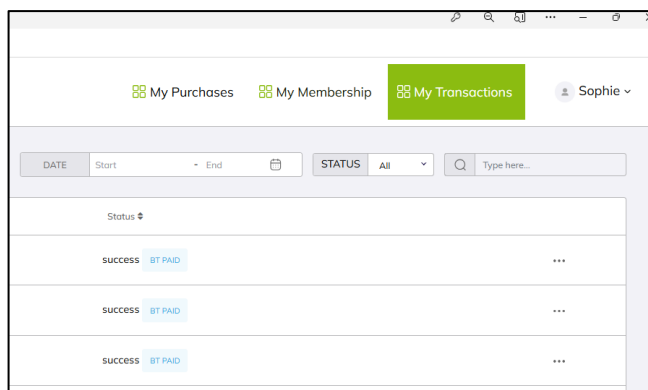 My Purchases My Membership My Transactions Sophie
DATE Start - End STATUS All Type here...
Status
success BT PAID ...
success BT PAID ...
success BT PAID ...